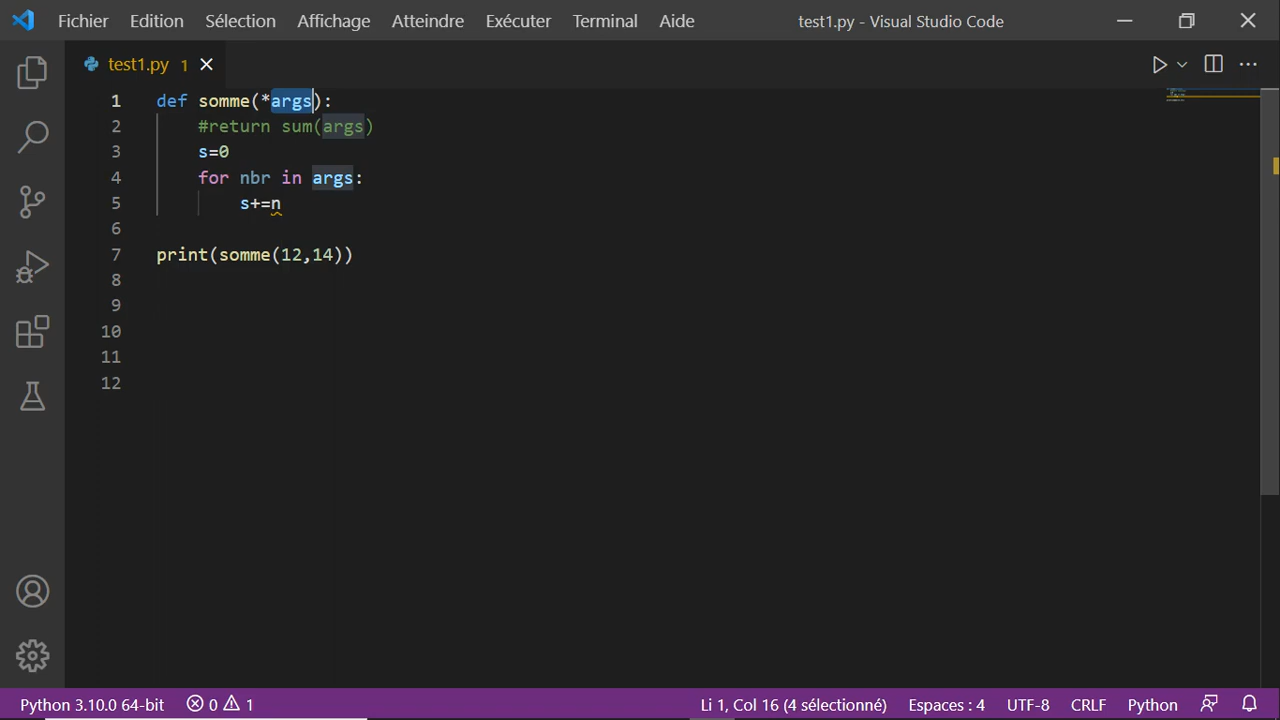 Fichier Edition Sélection Affichage Atteindre Exécuter Terminal Aide test1.py - Visual Studio Code
test1.py 1
1 def somme(*args):
2 #return sum(args)
3 s=0
4 for nbr in args:
5 s+=n
6
7 print(somme(12,14))
8
9
10
11
12
Python 3.10.0 64-bit 0 1 Li 1, Col 16 (4 sélectionné) Espaces : 4 UTF-8 CRLF Python